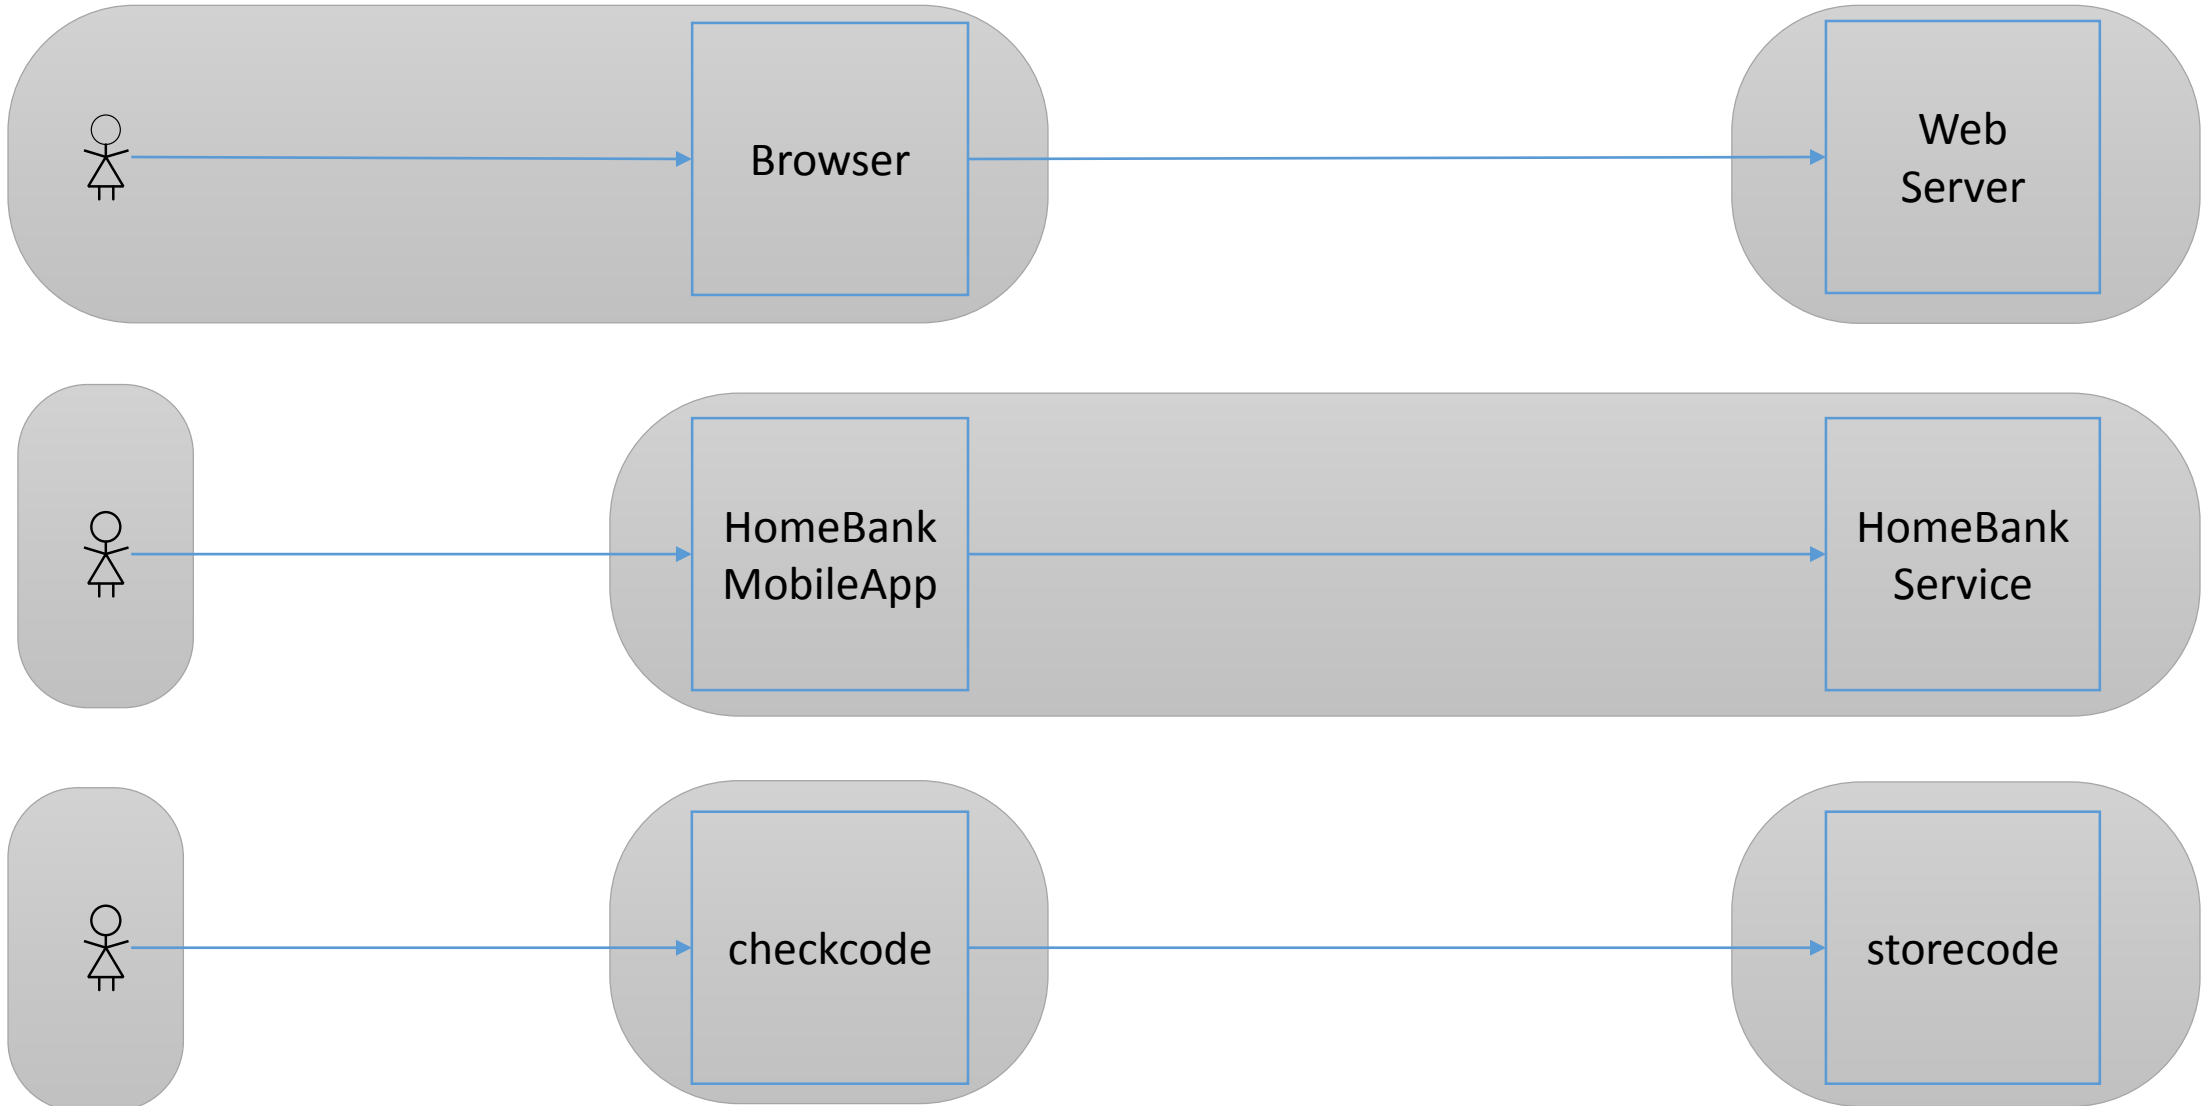 Browser
Web
Server
HomeBank
MobileApp
HomeBank
Service
checkcode
storecode